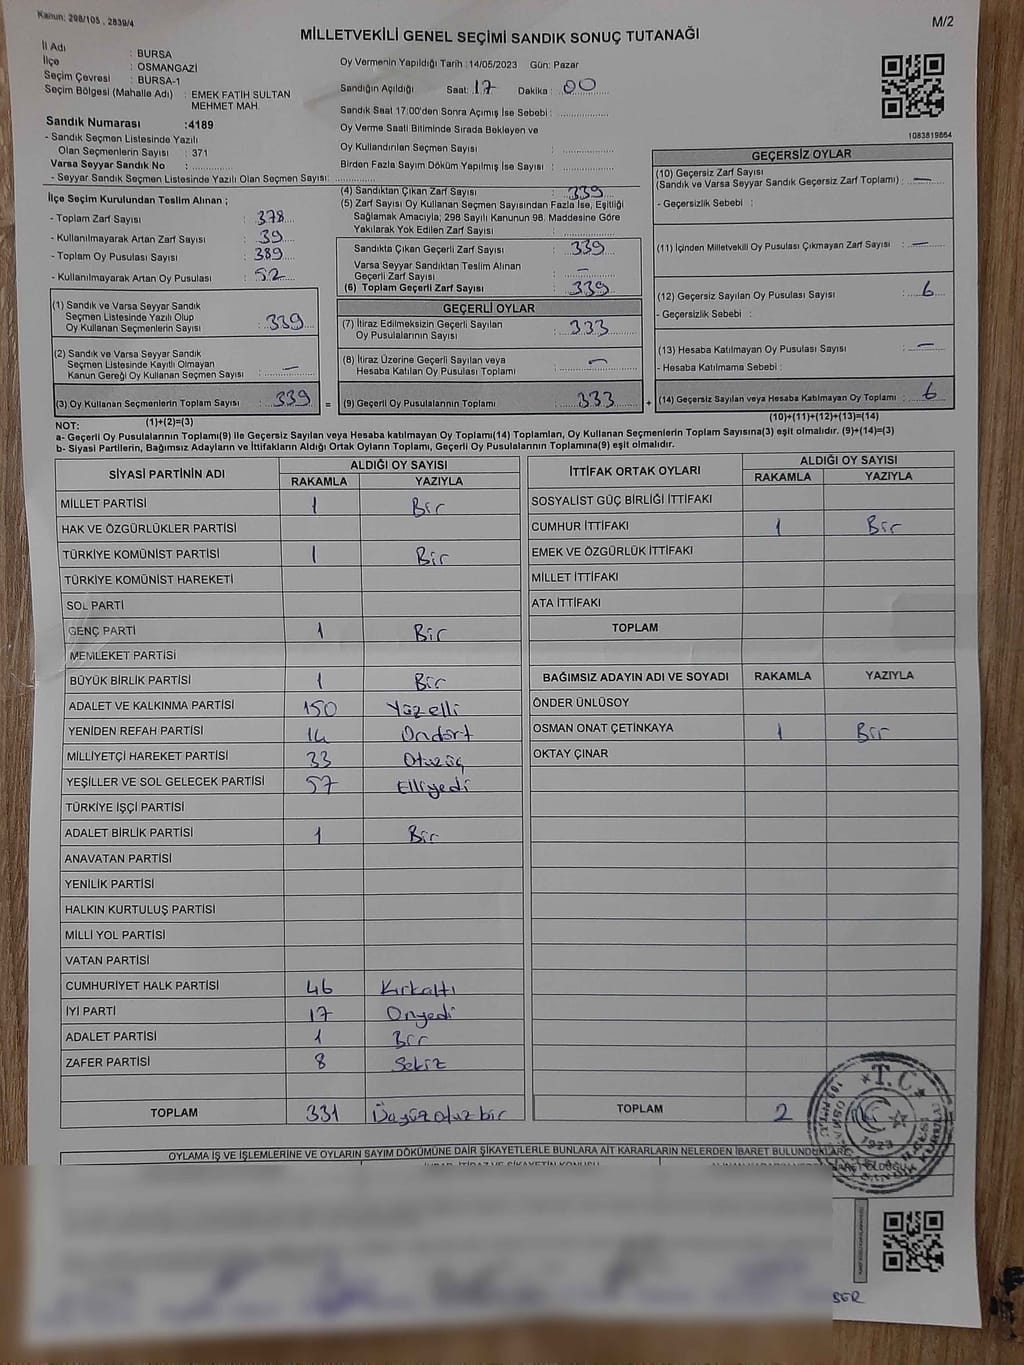 Kanun: 298/105 , 2839/4
M/2
MİLLETVEKİLİ GENEL SEÇİMİ SANDIK SONUÇ TUTANAĞI
İl Adı : BURSA
İlçe : OSMANGAZİ
Seçim Çevresi : BURSA-1
Seçim Bölgesi (Mahalle Adı) : EMEK FATİH SULTAN
MEHMET MAH.
Sandık Numarası :4189
- Sandık Seçmen Listesinde Yazılı
Olan Seçmenlerin Sayısı : 371
Varsa Seyyar Sandık No :
- Seyyar Sandık Seçmen Listesinde Yazılı Olan Seçmen Sayısı:
Oy Vermenin Yapıldığı Tarih :14/05/2023 Gün: Pazar
Sandığın Açıldığı Saat: 17 Dakika : 00
Sandık Saat 17:00'den Sonra Açımış İse Sebebi :
Oy Verme Saati Bitiminde Sırada Bekleyen ve
Oy Kullandırılan Seçmen Sayısı :
Birden Fazla Sayım Döküm Yapılmış İse Sayısı :
1083819864
İlçe Seçim Kurulundan Teslim Alınan ;
- Toplam Zarf Sayısı : 378
- Kullanılmayarak Artan Zarf Sayısı : 39
- Toplam Oy Pusulası Sayısı : 389
- Kullanılmayarak Artan Oy Pusulası : 52
(1) Sandık ve Varsa Seyyar Sandık
Seçmen Listesinde Yazılı Olup
Oy Kullanan Seçmenlerin Sayısı : 339
(2) Sandık ve Varsa Seyyar Sandık
Seçmen Listesinde Kayıtlı Olmayan
Kanun Gereği Oy Kullanan Seçmen Sayısı : —
(3) Oy Kullanan Seçmenlerin Toplam Sayısı : 339 =
(1)+(2)=(3)
(4) Sandıktan Çıkan Zarf Sayısı : 339
(5) Zarf Sayısı Oy Kullanan Seçmen Sayısından Fazla İse, Eşitliği
Sağlamak Amacıyla; 298 Sayılı Kanunun 98. Maddesine Göre
Yakılarak Yok Edilen Zarf Sayısı :
Sandıkta Çıkan Geçerli Zarf Sayısı : 339
Varsa Seyyar Sandıktan Teslim Alınan
Geçerli Zarf Sayısı : —
(6) Toplam Geçerli Zarf Sayısı : 339
GEÇERLİ OYLAR
(7) İtiraz Edilmeksizin Geçerli Sayılan
Oy Pusulalarının Sayısı : 333
(8) İtiraz Üzerine Geçerli Sayılan veya
Hesaba Katılan Oy Pusulası Toplamı : —
(9) Geçerli Oy Pusulalarının Toplamı : 333 +
GEÇERSİZ OYLAR
(10) Geçersiz Zarf Sayısı
(Sandık ve Varsa Seyyar Sandık Geçersiz Zarf Toplamı) : —
- Geçersizlik Sebebi :
(11) İçinden Milletvekili Oy Pusulası Çıkmayan Zarf Sayısı : —
(12) Geçersiz Sayılan Oy Pusulası Sayısı : 6
- Geçersizlik Sebebi :
(13) Hesaba Katılmayan Oy Pusulası Sayısı : —
- Hesaba Katılmama Sebebi :
(14) Geçersiz Sayılan veya Hesaba Katılmayan Oy Toplamı : 6
(10)+(11)+(12)+(13)=(14)
NOT:
a- Geçerli Oy Pusulalarının Toplamı(9) ile Geçersiz Sayılan veya Hesaba katılmayan Oy Toplamı(14) Toplamları, Oy Kullanan Seçmenlerin Toplam Sayısına(3) eşit olmalıdır. (9)+(14)=(3)
b- Siyasi Partilerin, Bağımsız Adayların ve İttifakların Aldığı Ortak Oyların Toplamı, Geçerli Oy Pusulalarının Toplamına(9) eşit olmalıdır.
SİYASİ PARTİNİN ADI ALDIĞI OY SAYISI
RAKAMLA YAZIYLA
MİLLET PARTİSİ 1 Bir
HAK VE ÖZGÜRLÜKLER PARTİSİ
TÜRKİYE KOMÜNİST PARTİSİ 1 Bir
TÜRKİYE KOMÜNİST HAREKETİ
SOL PARTİ
GENÇ PARTİ 1 Bir
MEMLEKET PARTİSİ
BÜYÜK BİRLİK PARTİSİ 1 Bir
ADALET VE KALKINMA PARTİSİ 150 Yüzelli
YENİDEN REFAH PARTİSİ 14 Ondört
MİLLİYETÇİ HAREKET PARTİSİ 33 Otuzüç
YEŞİLLER VE SOL GELECEK PARTİSİ 57 Elliyedi
TÜRKİYE İŞÇİ PARTİSİ
ADALET BİRLİK PARTİSİ 1 Bir
ANAVATAN PARTİSİ
YENİLİK PARTİSİ
HALKIN KURTULUŞ PARTİSİ
MİLLİ YOL PARTİSİ
VATAN PARTİSİ
CUMHURİYET HALK PARTİSİ 46 Kırkaltı
İYİ PARTİ 17 Onyedi
ADALET PARTİSİ 1 Bir
ZAFER PARTİSİ 8 Sekiz
TOPLAM 331 Üçyüzotuzbir
İTTİFAK ORTAK OYLARI ALDIĞI OY SAYISI
RAKAMLA YAZIYLA
SOSYALİST GÜÇ BİRLİĞİ İTTİFAKI
CUMHUR İTTİFAKI 1 Bir
EMEK VE ÖZGÜRLÜK İTTİFAKI
MİLLET İTTİFAKI
ATA İTTİFAKI
TOPLAM
BAĞIMSIZ ADAYIN ADI VE SOYADI RAKAMLA YAZIYLA
ÖNDER ÜNLÜSOY
OSMAN ONAT ÇETİNKAYA 1 Bir
OKTAY ÇINAR
TOPLAM 2
T.C.
1923
OYLAMA İŞ VE İŞLEMLERİNE VE OYLARIN SAYIM DÖKÜMÜNE DAİR ŞİKAYETLERLE BUNLARA AİT KARARLARIN NELERDEN İBARET BULUNDUKLARI